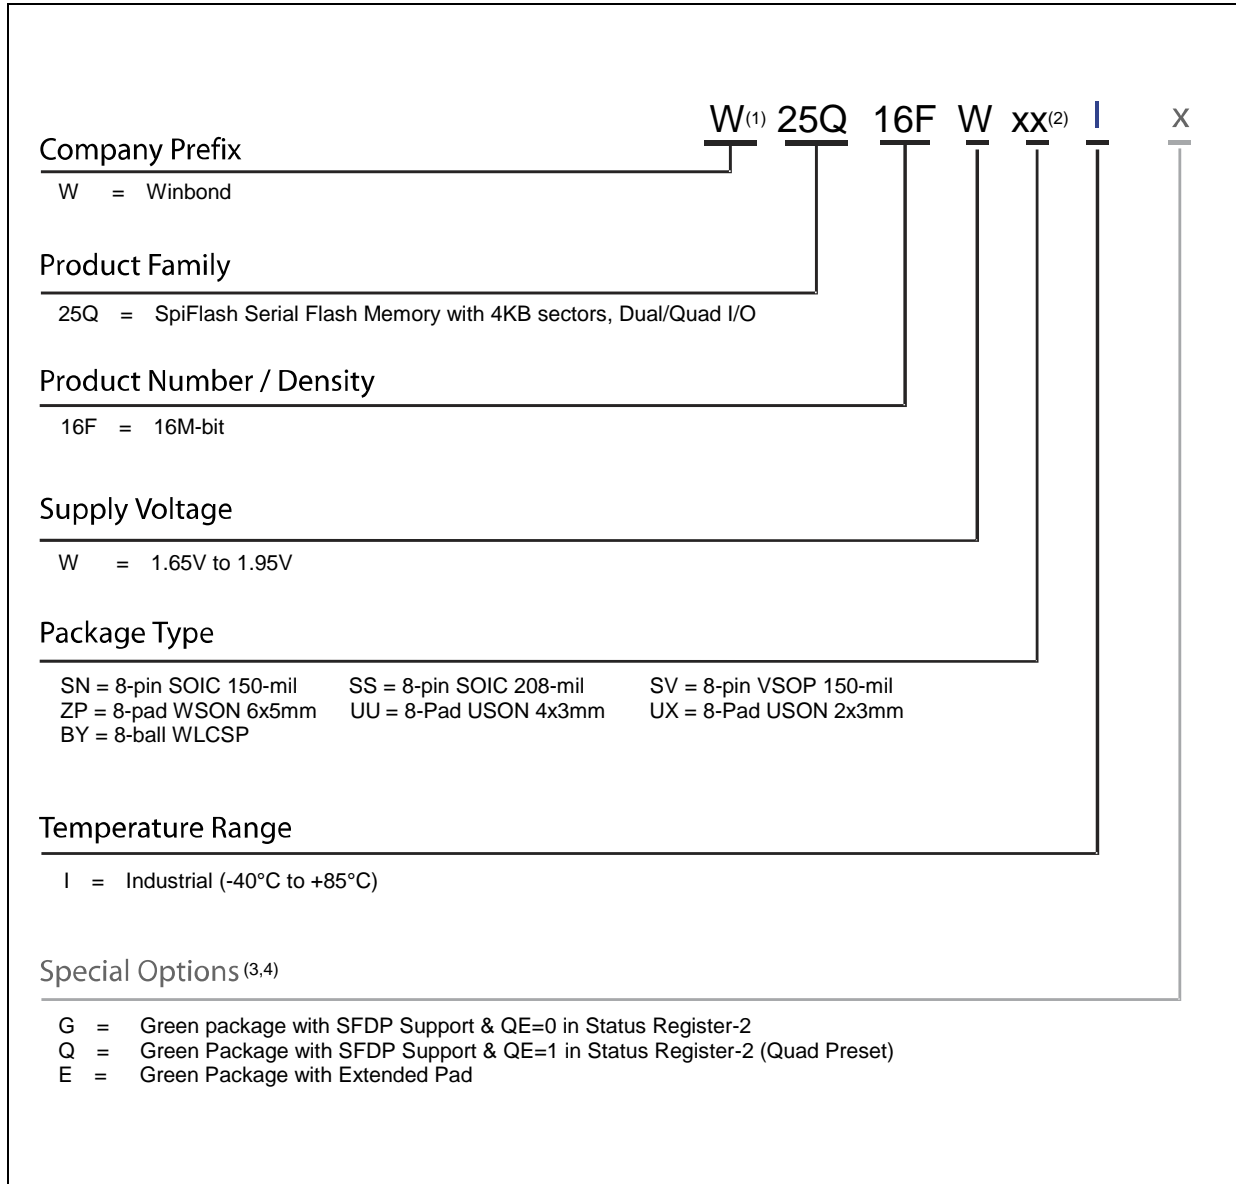 W(1) 25Q 16F W xx(2) I x
Company Prefix
W = Winbond
Product Family
25Q = SpiFlash Serial Flash Memory with 4KB sectors, Dual/Quad I/O
Product Number / Density
16F = 16M-bit
Supply Voltage
W = 1.65V to 1.95V
Package Type
SN = 8-pin SOIC 150-mil SS = 8-pin SOIC 208-mil SV = 8-pin VSOP 150-mil
ZP = 8-pad WSON 6x5mm UU = 8-Pad USON 4x3mm UX = 8-Pad USON 2x3mm
BY = 8-ball WLCSP
Temperature Range
I = Industrial (-40°C to +85°C)
Special Options (3,4)
G = Green package with SFDP Support & QE=0 in Status Register-2
Q = Green Package with SFDP Support & QE=1 in Status Register-2 (Quad Preset)
E = Green Package with Extended Pad